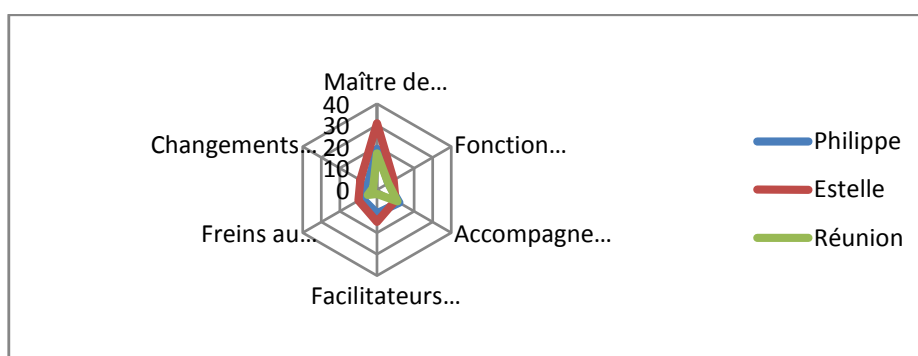 Maître de...
40
30
20
10
0
Changements...
Fonction...
Freins au...
Accompagne...
Facilitateurs...
Philippe
Estelle
Réunion